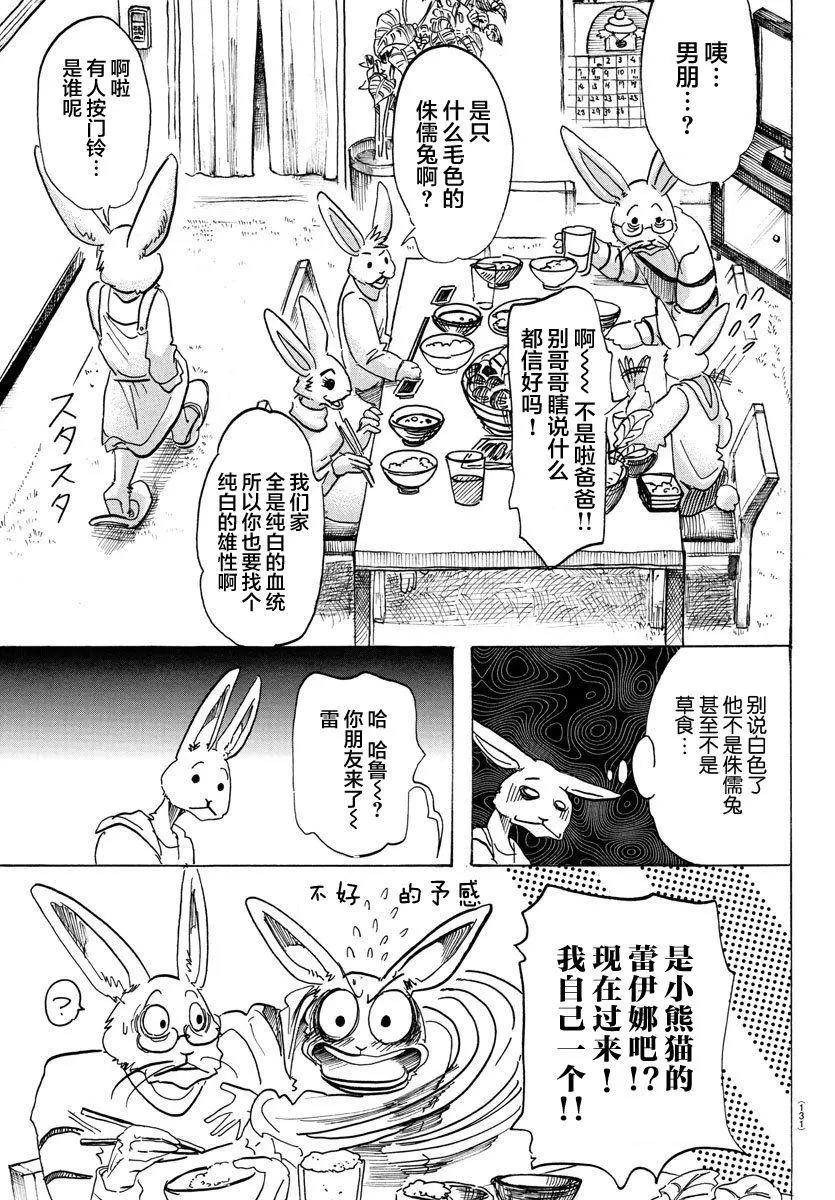 咦…
男朋…?
是只
什么毛色的
侏儒兔啊?
啊啦
有人按门铃…
是谁呢
啊~~不是啦爸爸!!
别哥哥瞎说什么
都信好吗!
我们家
全是纯白的血统
所以你也要找个
纯白的雄性啊
スタスタ
别说白色了
他不是侏儒兔
甚至不是
草食…
哈 哈鲁~?
你朋友来了~
雷
不好 的予感
是小熊猫的
蕾伊娜吧!?
现在过来!
我自己一个!!
?
(131)